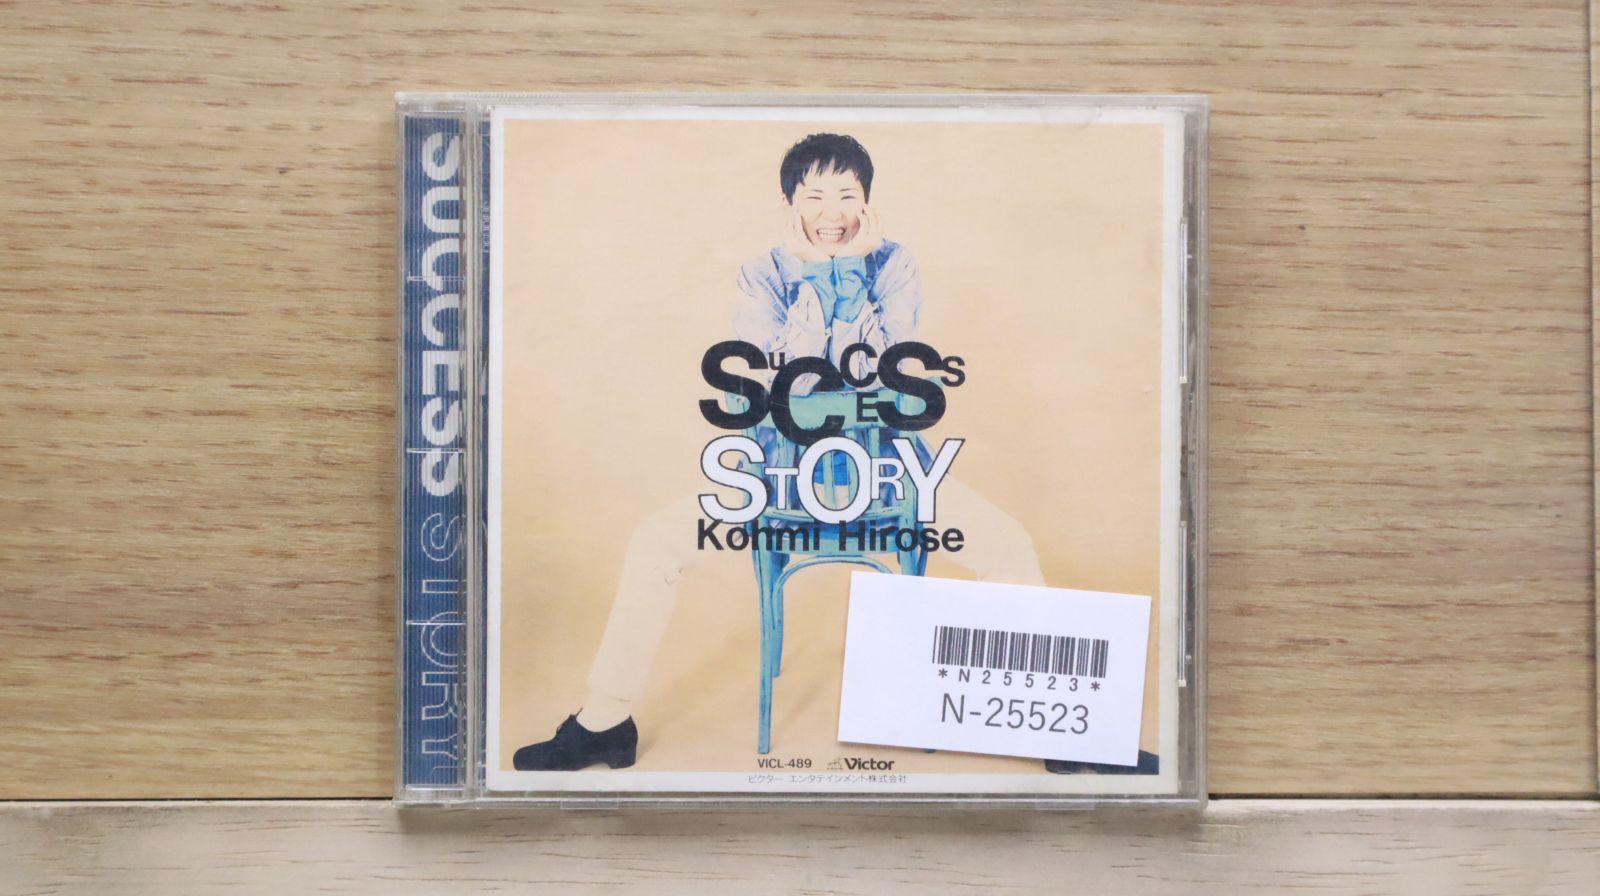 SUCCESS STORY
SuCCESS
STORY
Kohmi Hirose
*N25523*
N-25523
VICL-489 Victor
ビクター エンタテインメント株式会社